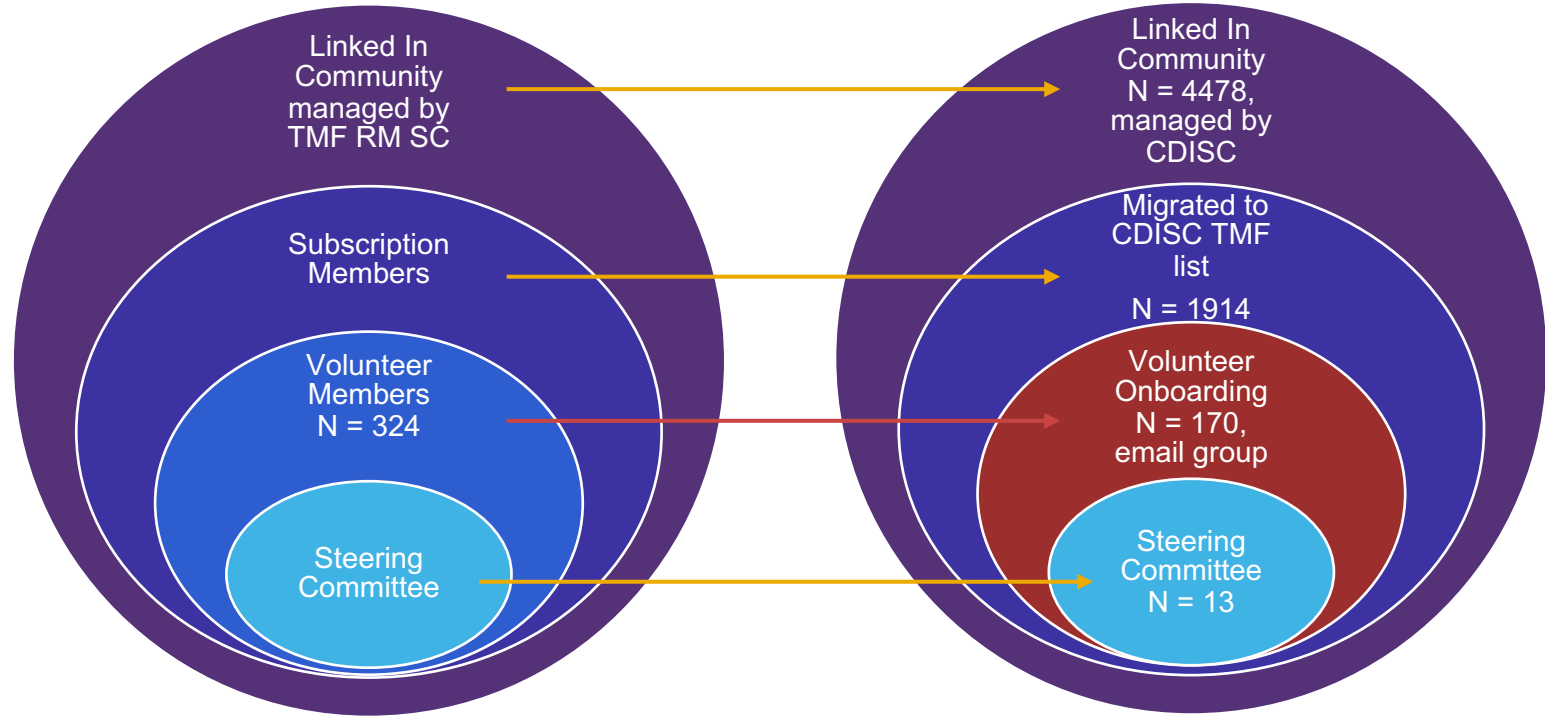 Linked In
Community
managed by
TMF RM SC
Subscription
Members
Volunteer
Members
N = 324
Steering
Committee
Linked In
Community
N = 4478,
managed by
CDISC
Migrated to
CDISC TMF
list
N = 1914
Volunteer
Onboarding
N = 170,
email group
Steering
Committee
N = 13